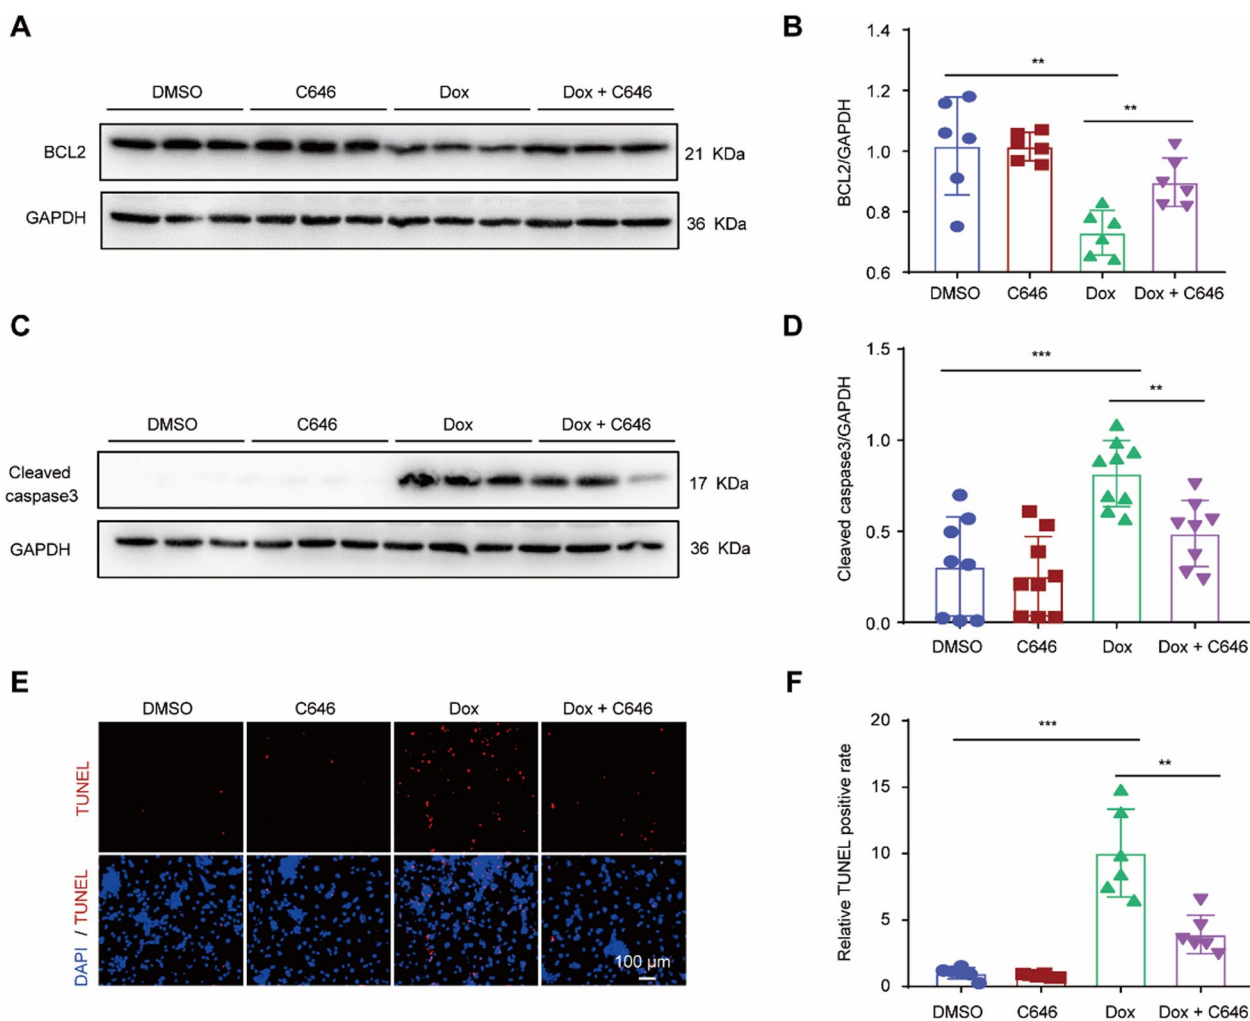 A
DMSO C646 Dox Dox + C646
BCL2 21 KDa
GAPDH 36 KDa
B
1.4
1.2
1.0
0.8
0.6
BCL2/GAPDH
** **
DMSO C646 Dox Dox + C646
C
DMSO C646 Dox Dox + C646
Cleaved
caspase3 17 KDa
GAPDH 36 KDa
D
1.5
1.0
0.5
0.0
Cleaved caspase3/GAPDH
*** **
DMSO C646 Dox Dox + C646
E
DMSO C646 Dox Dox + C646
TUNEL
DAPI / TUNEL
100 μm
F
20
15
10
5
0
Relative TUNEL positive rate
*** **
DMSO C646 Dox Dox + C646